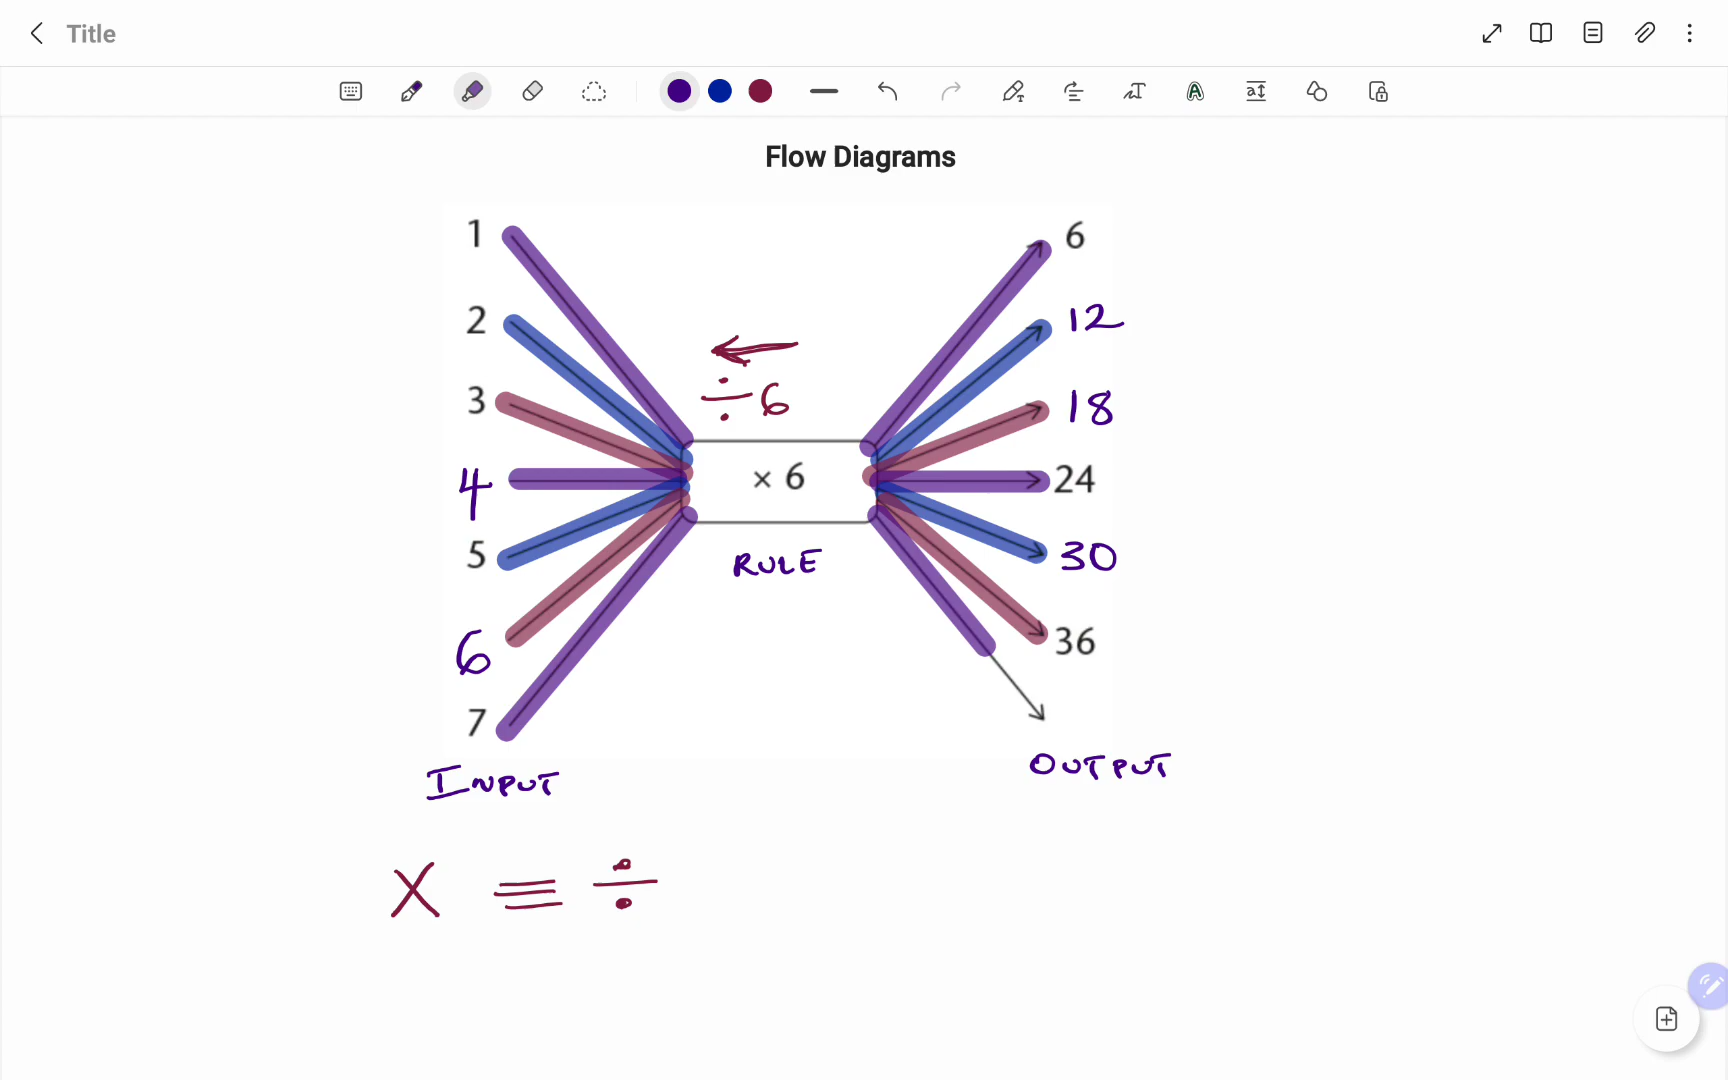 Title
Flow Diagrams
1 6
2 12
÷ 6
3 18
4 × 6 24
5 30
RULE
6 36
7
INPUT OUTPUT
X ≡ ÷